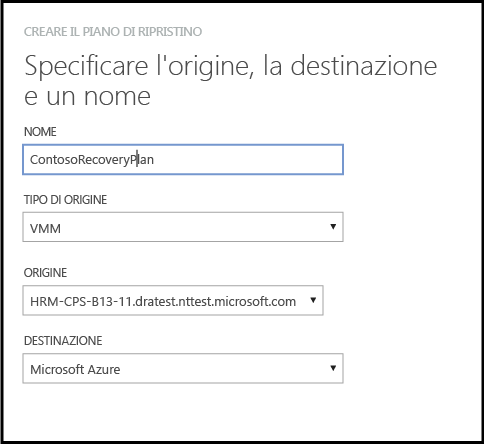 CREARE IL PIANO DI RIPRISTINO
Specificare l'origine, la destinazione
e un nome
NOME
ContosoRecoveryPlan
TIPO DI ORIGINE
VMM
ORIGINE
HRM-CPS-B13-11.dratest.nttest.microsoft.com
DESTINAZIONE
Microsoft Azure